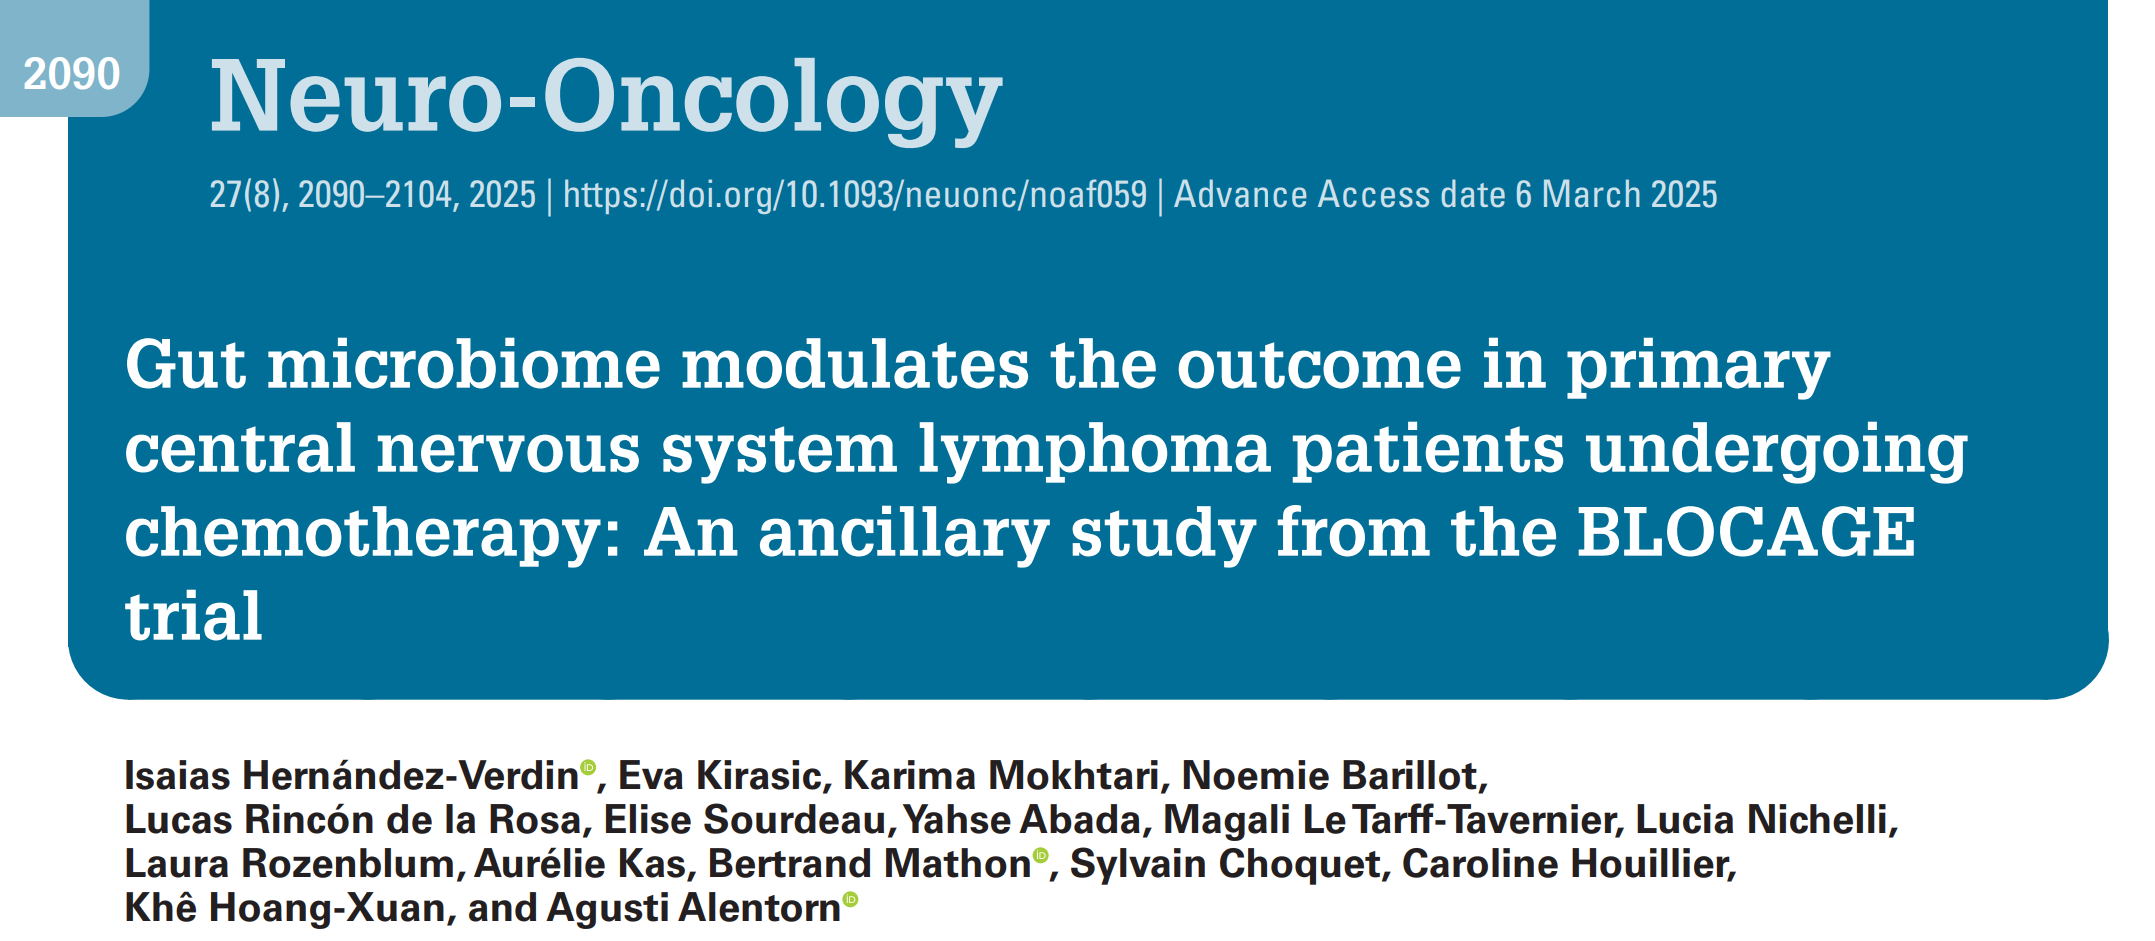 2090
Neuro-Oncology
27(8), 2090–2104, 2025 | https://doi.org/10.1093/neuonc/noaf059 | Advance Access date 6 March 2025
Gut microbiome modulates the outcome in primary
central nervous system lymphoma patients undergoing
chemotherapy: An ancillary study from the BLOCAGE
trial
Isaias Hernández-Verdin, Eva Kirasic, Karima Mokhtari, Noemie Barillot,
Lucas Rincón de la Rosa, Elise Sourdeau, Yahse Abada, Magali Le Tarff-Tavernier, Lucia Nichelli,
Laura Rozenblum, Aurélie Kas, Bertrand Mathon, Sylvain Choquet, Caroline Houillier,
Khê Hoang-Xuan, and Agusti Alentorn